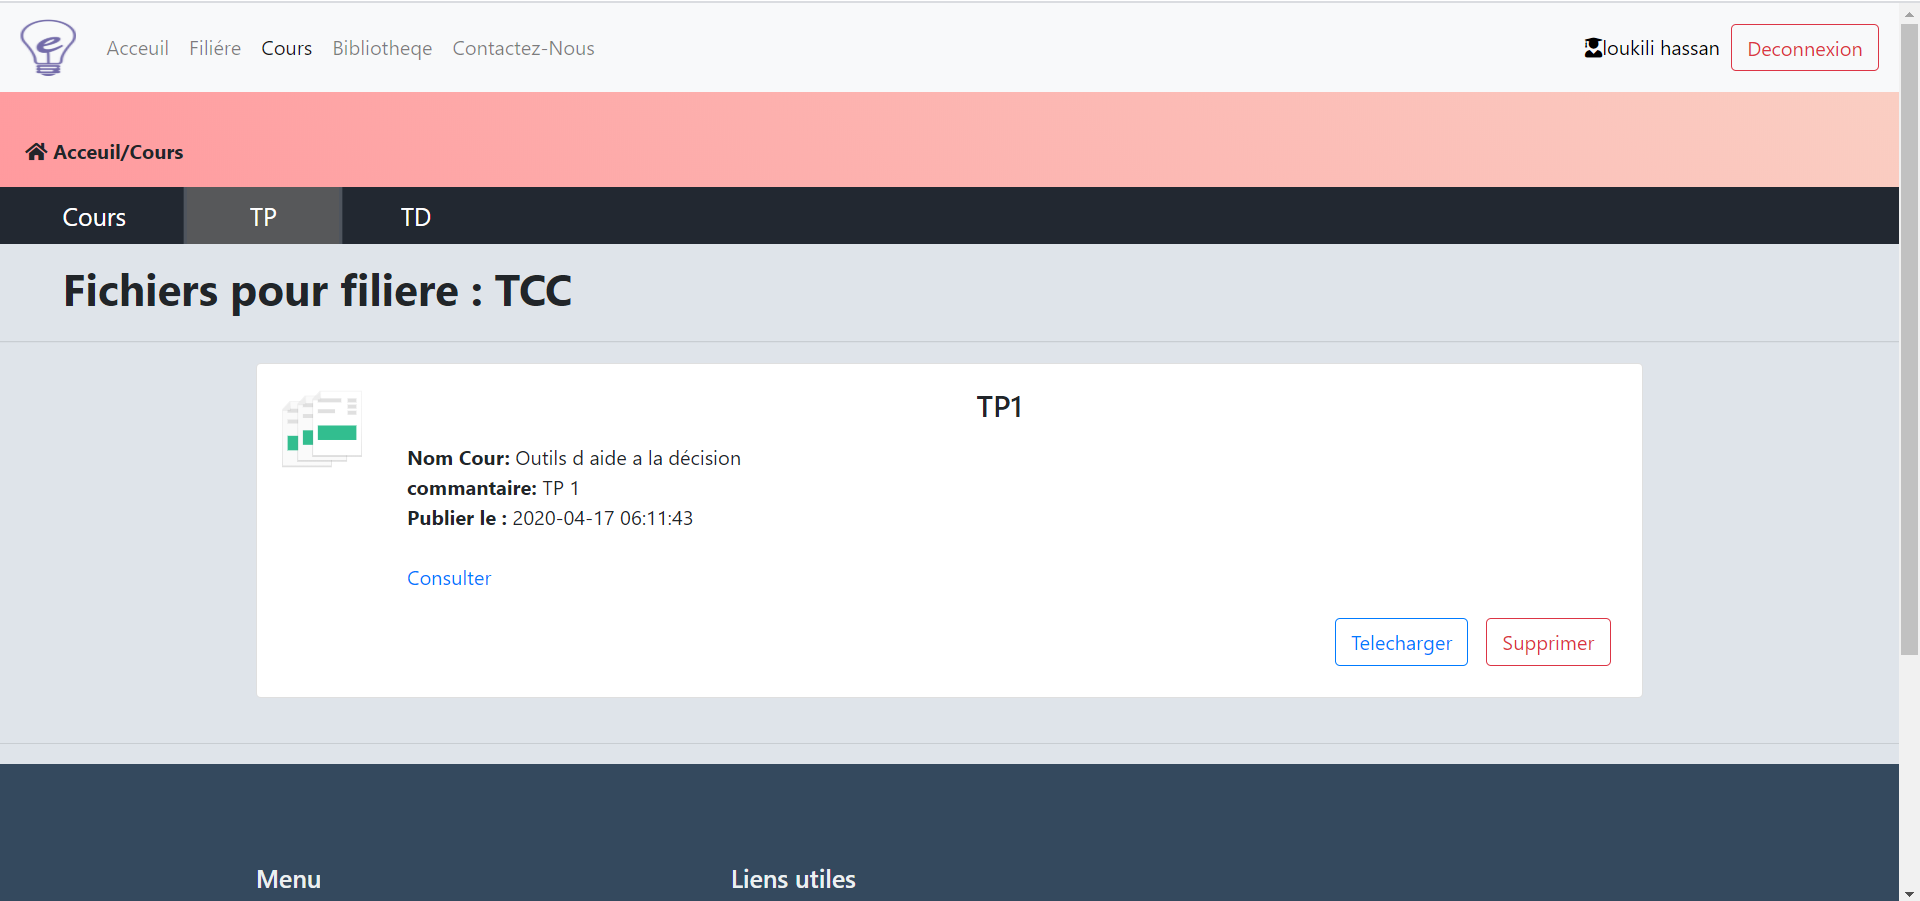 Acceuil Filiére Cours Bibliotheqe Contactez-Nous loukili hassan Deconnexion
Acceuil/Cours
Cours TP TD
Fichiers pour filiere : TCC
TP1
Nom Cour: Outils d aide a la décision
commantaire: TP 1
Publier le : 2020-04-17 06:11:43
Consulter
Telecharger Supprimer
Menu Liens utiles